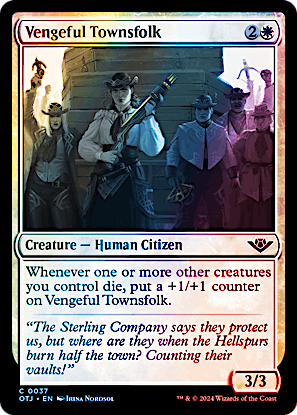 Vengeful Townsfolk 2
Creature — Human Citizen
Whenever one or more other creatures
you control die, put a +1/+1 counter
on Vengeful Townsfolk.
"The Sterling Company says they protect
us, but where are they when the Hellspurs
burn half the town? Counting their
vaults!"
3/3
C 0037
OTJ • EN Irina Nordsol
™ & © 2024 Wizards of the Coast